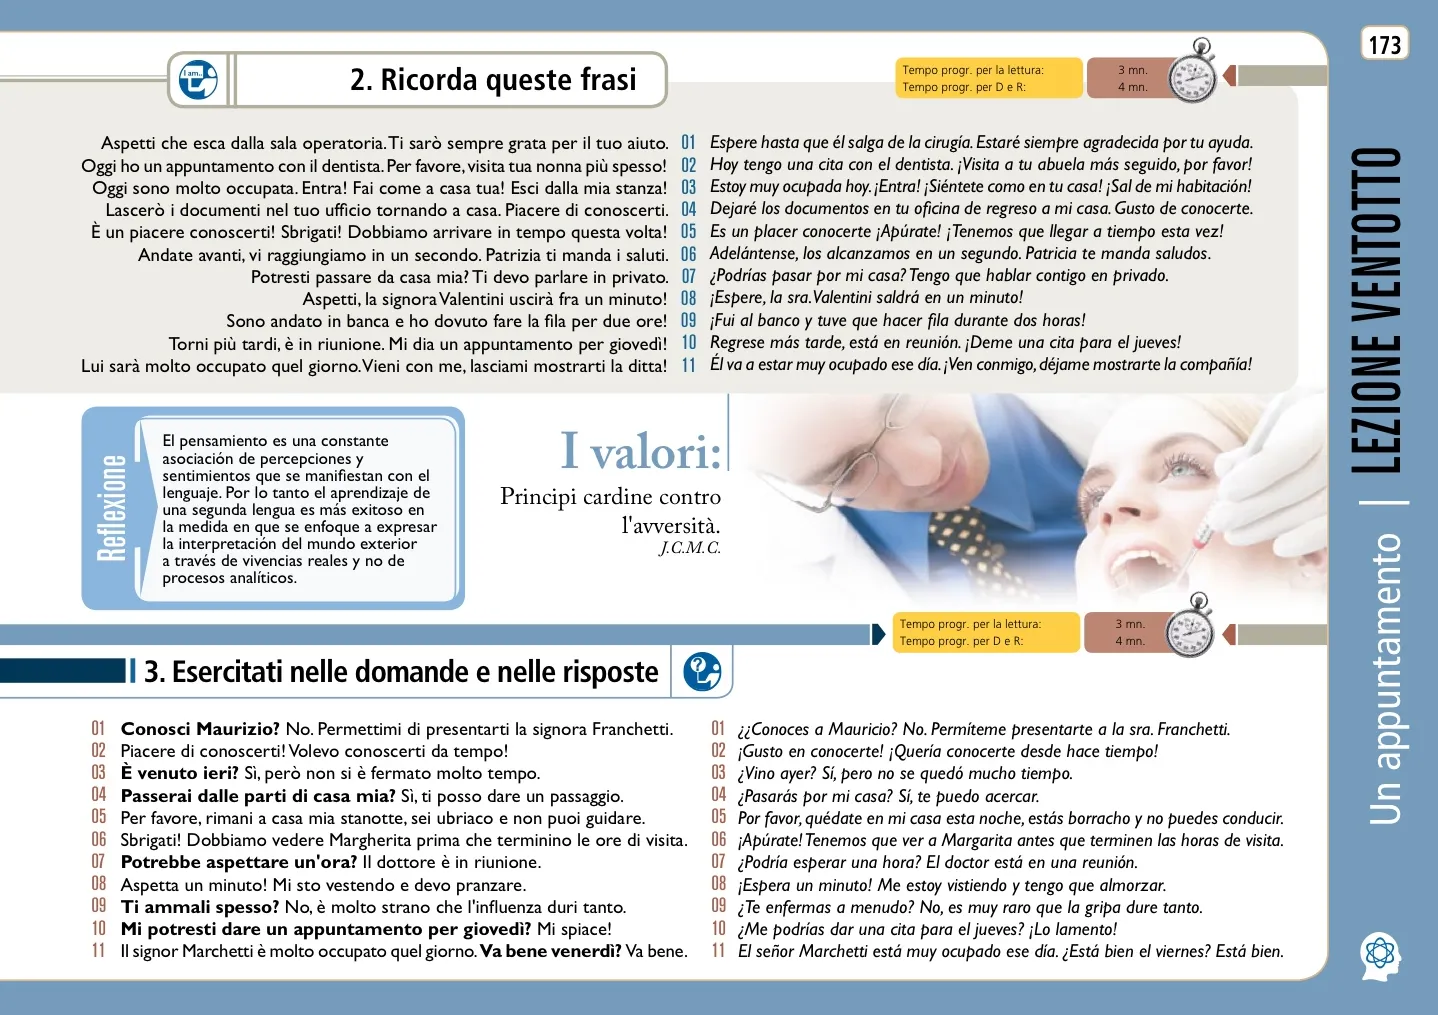 173
I am...
2. Ricorda queste frasi
Tempo progr. per la lettura: 3 mn.
Tempo progr. per D e R: 4 mn.
Aspetti che esca dalla sala operatoria. Ti sarò sempre grata per il tuo aiuto. 01 Espere hasta que él salga de la cirugía. Estaré siempre agradecida por tu ayuda.
Oggi ho un appuntamento con il dentista. Per favore, visita tua nonna più spesso! 02 Hoy tengo una cita con el dentista. ¡Visita a tu abuela más seguido, por favor!
Oggi sono molto occupata. Entra! Fai come a casa tua! Esci dalla mia stanza! 03 Estoy muy ocupada hoy. ¡Entra! ¡Siéntete como en tu casa! ¡Sal de mi habitación!
Lascerò i documenti nel tuo ufficio tornando a casa. Piacere di conoscerti. 04 Dejaré los documentos en tu oficina de regreso a mi casa. Gusto de conocerte.
È un piacere conoscerti! Sbrigati! Dobbiamo arrivare in tempo questa volta! 05 Es un placer conocerte ¡Apúrate! ¡Tenemos que llegar a tiempo esta vez!
Andate avanti, vi raggiungiamo in un secondo. Patrizia ti manda i saluti. 06 Adelántense, los alcanzamos en un segundo. Patricia te manda saludos.
Potresti passare da casa mia? Ti devo parlare in privato. 07 ¿Podrías pasar por mi casa? Tengo que hablar contigo en privado.
Aspetti, la signora Valentini uscirà fra un minuto! 08 ¡Espere, la sra. Valentini saldrá en un minuto!
Sono andato in banca e ho dovuto fare la fila per due ore! 09 ¡Fui al banco y tuve que hacer fila durante dos horas!
Torni più tardi, è in riunione. Mi dia un appuntamento per giovedì! 10 Regrese más tarde, está en reunión. ¡Deme una cita para el jueves!
Lui sarà molto occupato quel giorno. Vieni con me, lasciami mostrarti la ditta! 11 Él va a estar muy ocupado ese día. ¡Ven conmigo, déjame mostrarte la compañía!
Reflexione
El pensamiento es una constante
asociación de percepciones y
sentimientos que se manifiestan con el
lenguaje. Por lo tanto el aprendizaje de
una segunda lengua es más exitoso en
la medida en que se enfoque a expresar
la interpretación del mundo exterior
a través de vivencias reales y no de
procesos analíticos.
I valori:
Principi cardine contro
l'avversità.
J.C.M.C.
Tempo progr. per la lettura: 3 mn.
Tempo progr. per D e R: 4 mn.
3. Esercitati nelle domande e nelle risposte
?
01 Conosci Maurizio? No. Permettimi di presentarti la signora Franchetti. 01 ¿¿Conoces a Mauricio? No. Permíteme presentarte a la sra. Franchetti.
02 Piacere di conoscerti! Volevo conoscerti da tempo! 02 ¡Gusto en conocerte! ¡Quería conocerte desde hace tiempo!
03 È venuto ieri? Sì, però non si è fermato molto tempo. 03 ¿Vino ayer? Sí, pero no se quedó mucho tiempo.
04 Passerai dalle parti di casa mia? Sì, ti posso dare un passaggio. 04 ¿Pasarás por mi casa? Sí, te puedo acercar.
05 Per favore, rimani a casa mia stanotte, sei ubriaco e non puoi guidare. 05 Por favor, quédate en mi casa esta noche, estás borracho y no puedes conducir.
06 Sbrigati! Dobbiamo vedere Margherita prima che terminino le ore di visita. 06 ¡Apúrate! Tenemos que ver a Margarita antes que terminen las horas de visita.
07 Potrebbe aspettare un'ora? Il dottore è in riunione. 07 ¿Podría esperar una hora? El doctor está en una reunión.
08 Aspetta un minuto! Mi sto vestendo e devo pranzare. 08 ¡Espera un minuto! Me estoy vistiendo y tengo que almorzar.
09 Ti ammali spesso? No, è molto strano che l'influenza duri tanto. 09 ¿Te enfermas a menudo? No, es muy raro que la gripa dure tanto.
10 Mi potresti dare un appuntamento per giovedì? Mi spiace! 10 ¿Me podrías dar una cita para el jueves? ¡Lo lamento!
11 Il signor Marchetti è molto occupato quel giorno. Va bene venerdì? Va bene. 11 El señor Marchetti está muy ocupado ese día. ¿Está bien el viernes? Está bien.
Un appuntamento | LEZIONE VENTOTTO